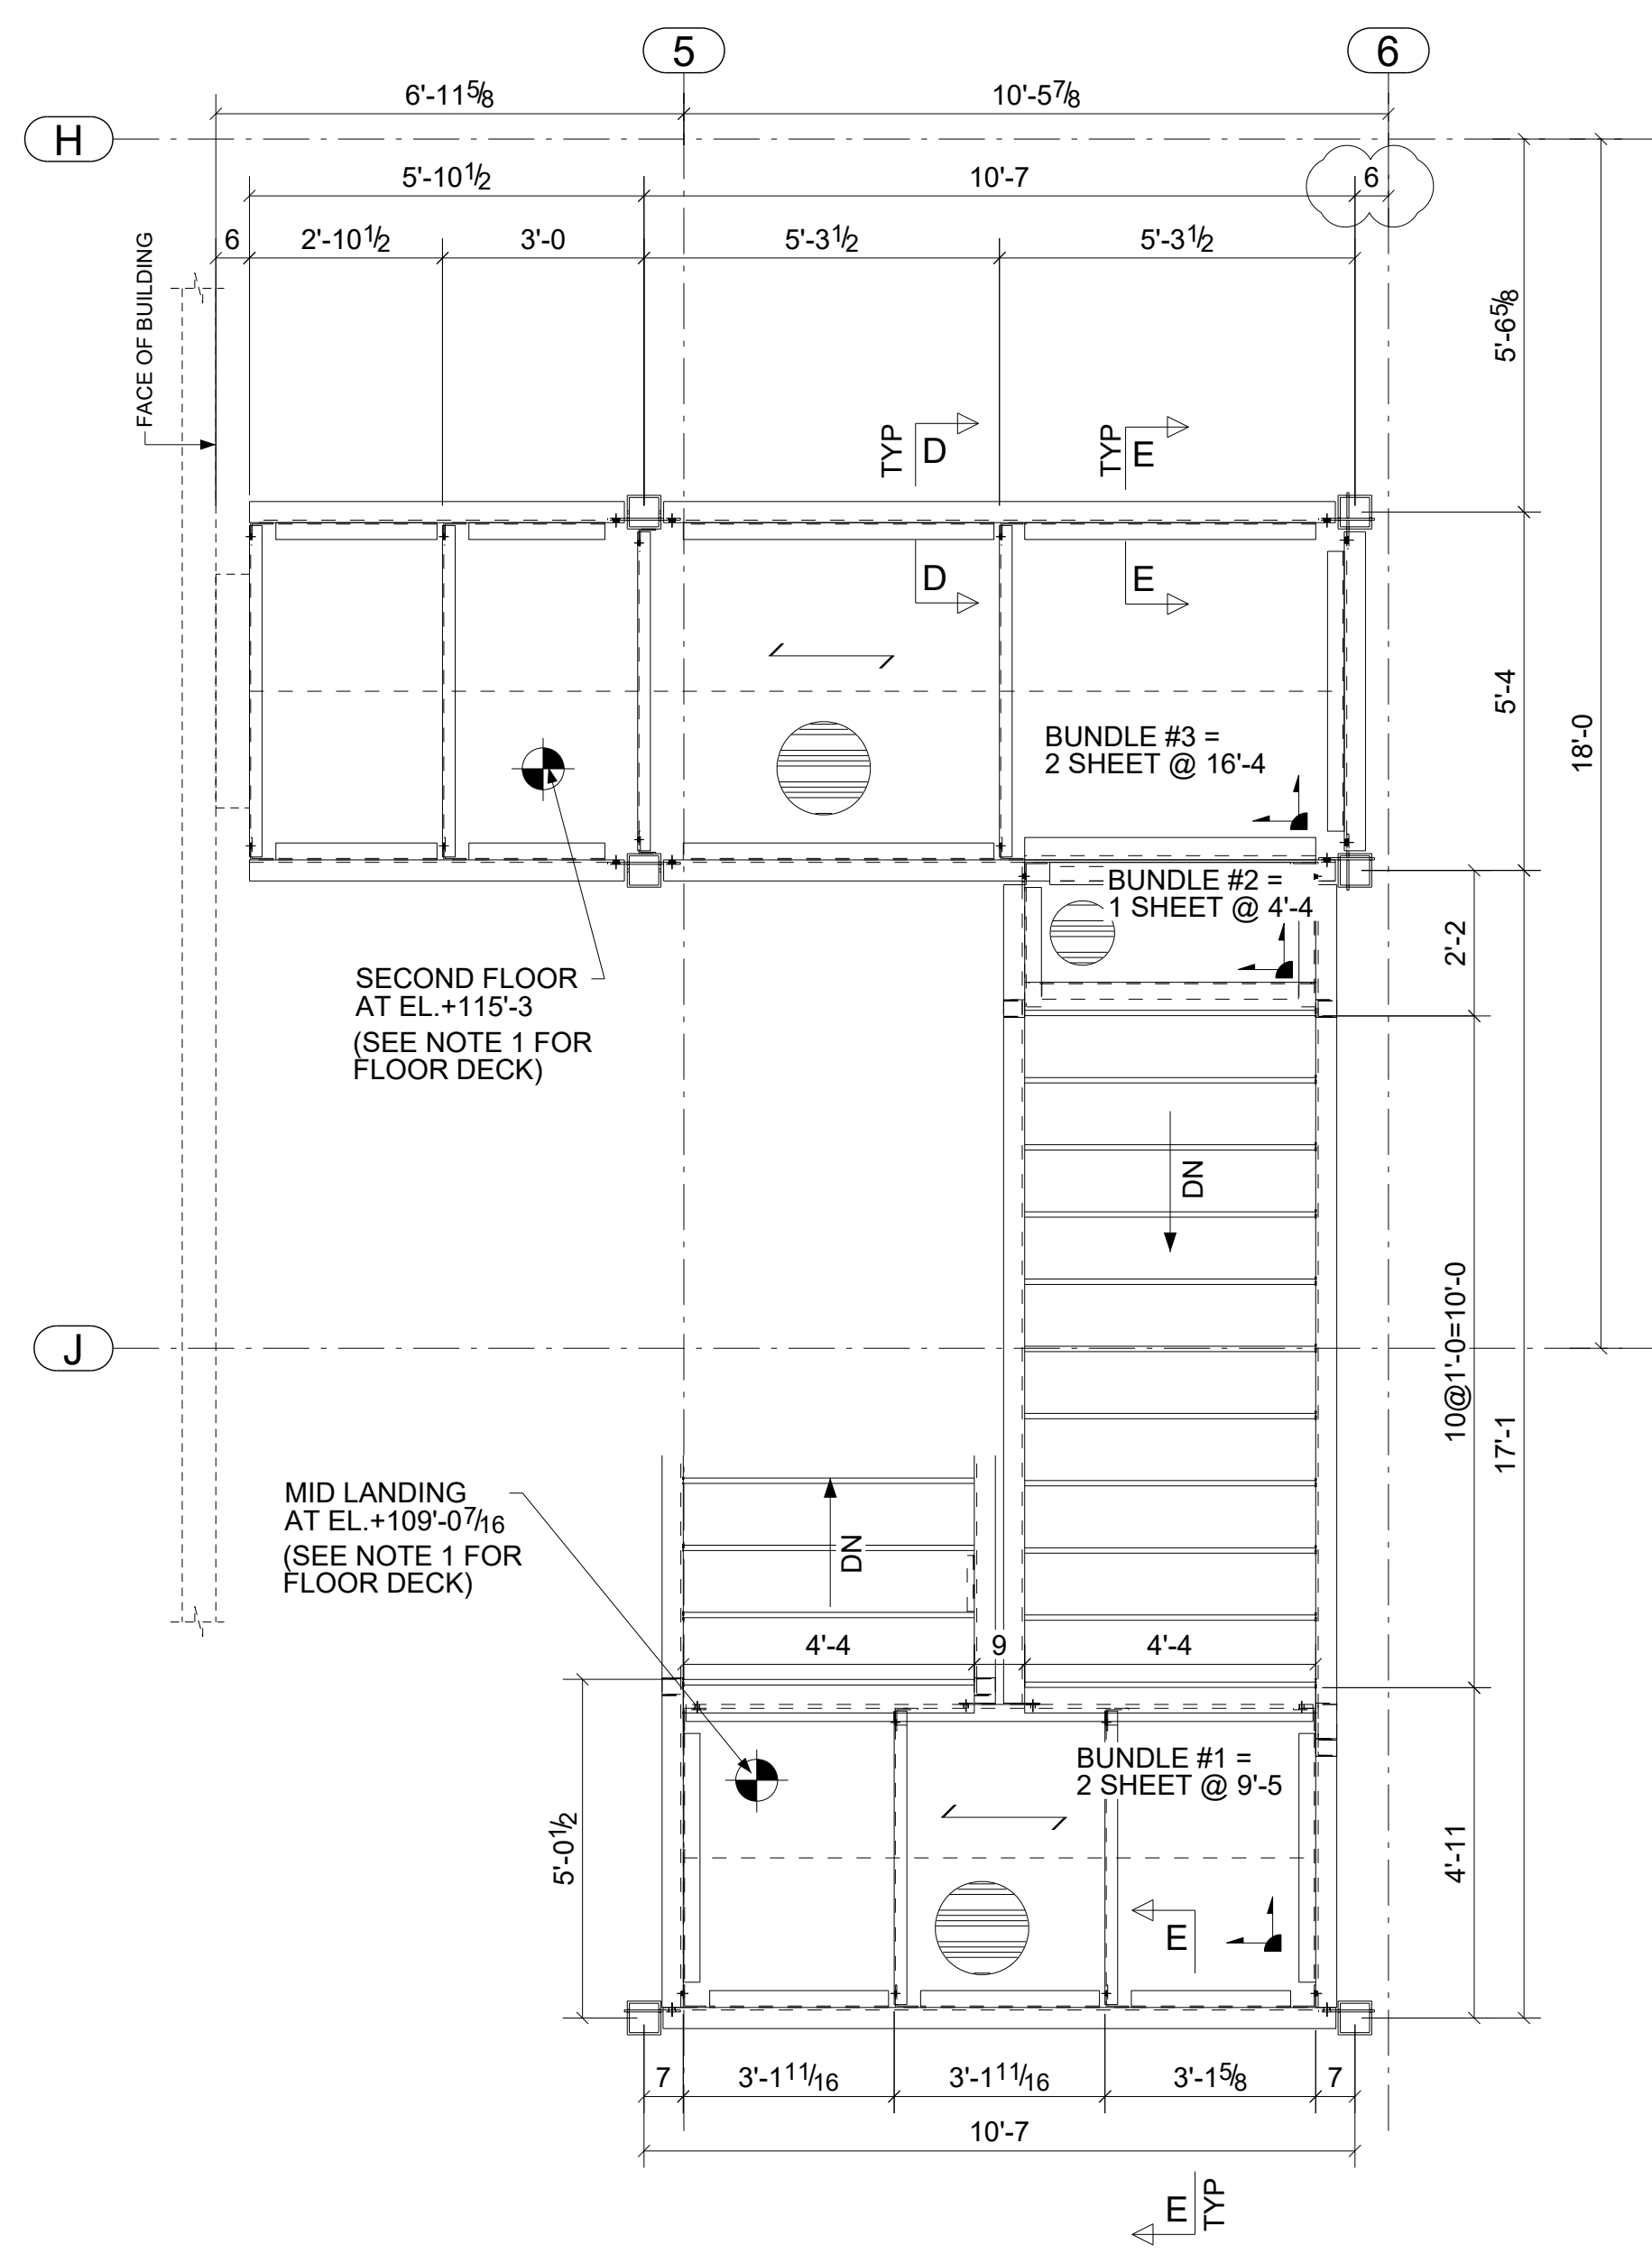 5
6
6'-11 5/8
10'-5 7/8
H
5'-10 1/2
10'-7
6
6
2'-10 1/2
3'-0
5'-3 1/2
5'-3 1/2
FACE OF BUILDING
5'-6 5/8
TYP
D
TYP
E
D
E
5'-4
18'-0
BUNDLE #3 =
2 SHEET @ 16'-4
BUNDLE #2 =
1 SHEET @ 4'-4
2'-2
SECOND FLOOR
AT EL.+115'-3
(SEE NOTE 1 FOR
FLOOR DECK)
DN
10@1'-0=10'-0
J
17'-1
MID LANDING
AT EL.+109'-0 7/16
(SEE NOTE 1 FOR
FLOOR DECK)
DN
4'-4
9
4'-4
BUNDLE #1 =
2 SHEET @ 9'-5
5'-0 1/2
4'-11
E
7
3'-1 11/16
3'-1 11/16
3'-1 5/8
7
10'-7
E
TYP